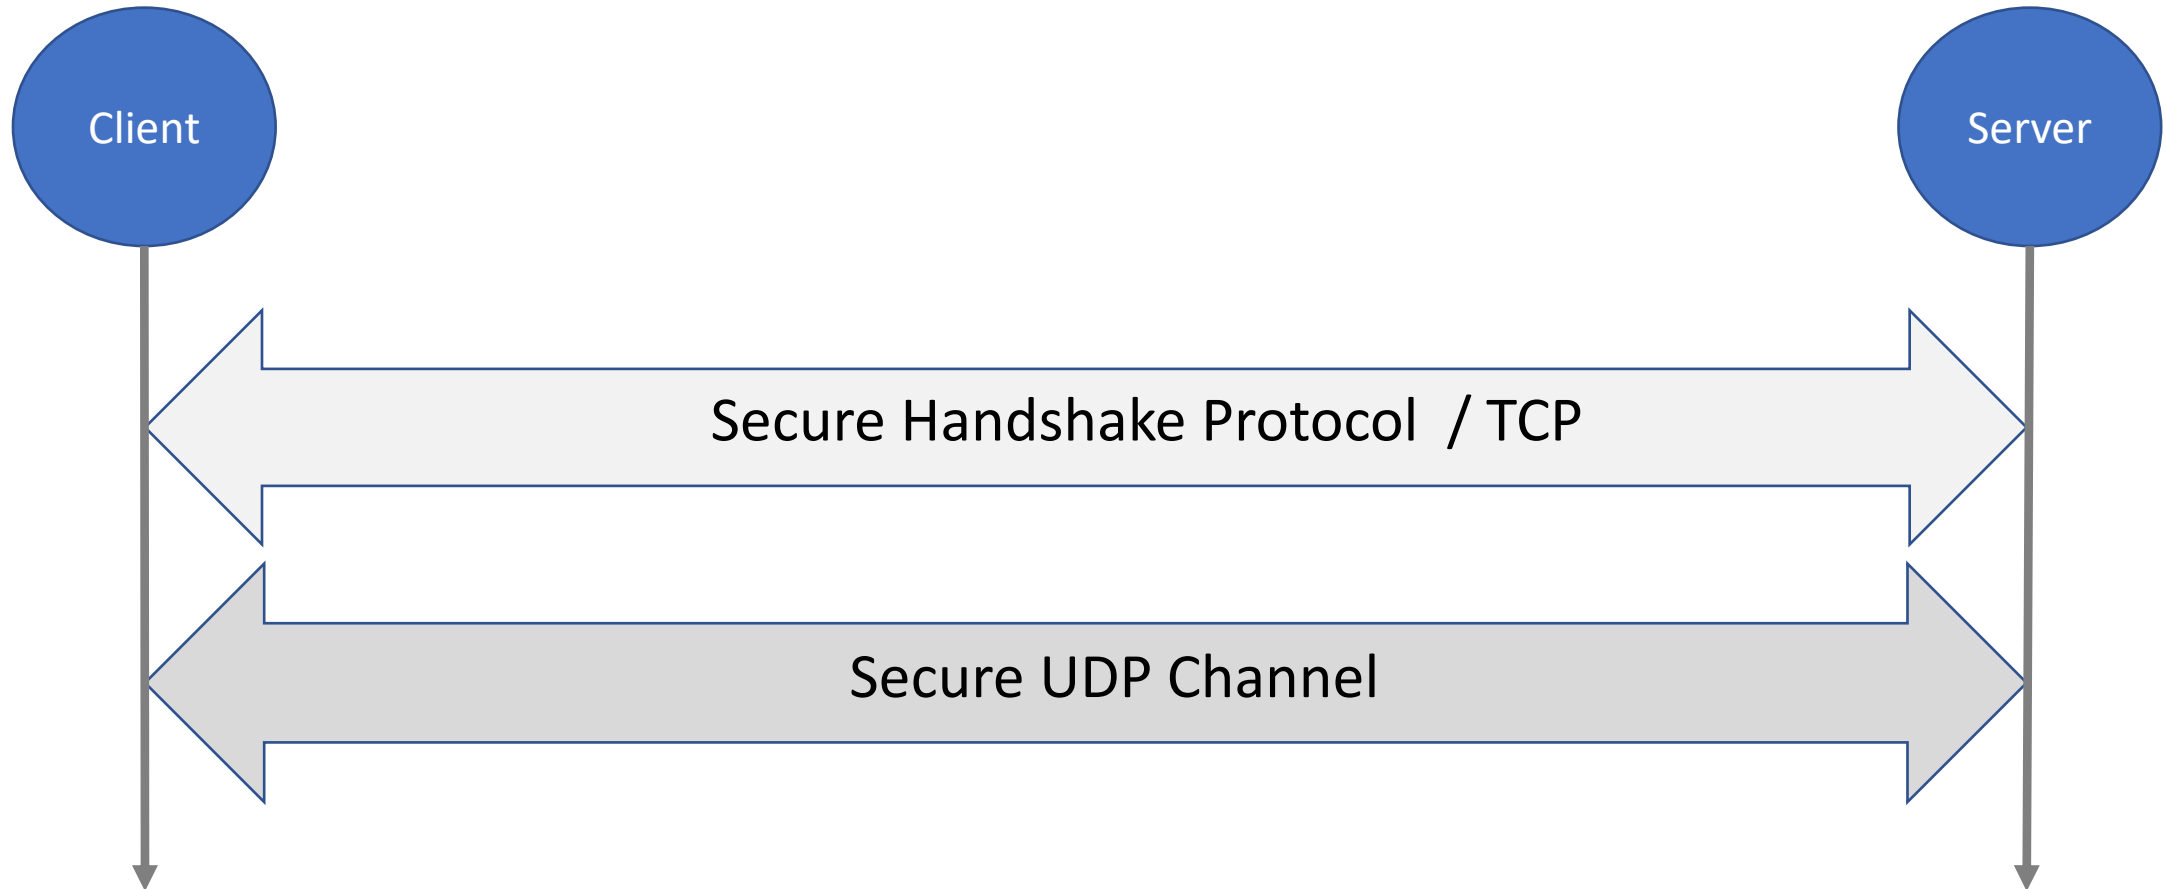 Client
Server
Secure Handshake Protocol  / TCP
Secure UDP Channel